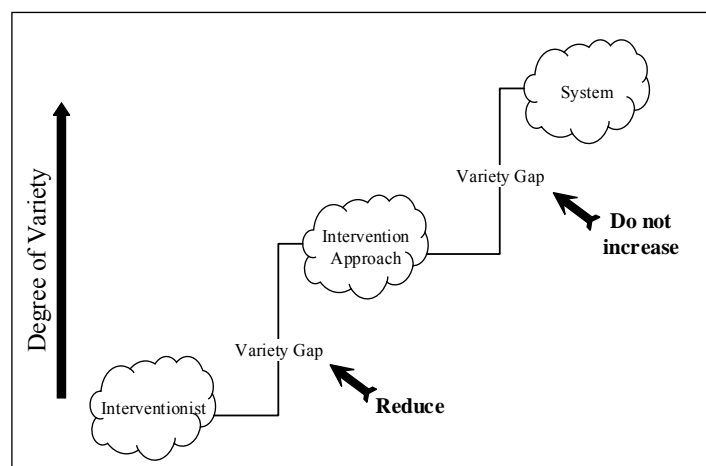 System
Variety Gap
Do not
increase
Intervention
Approach
Degree of Variety
Variety Gap
Reduce
Interventionist